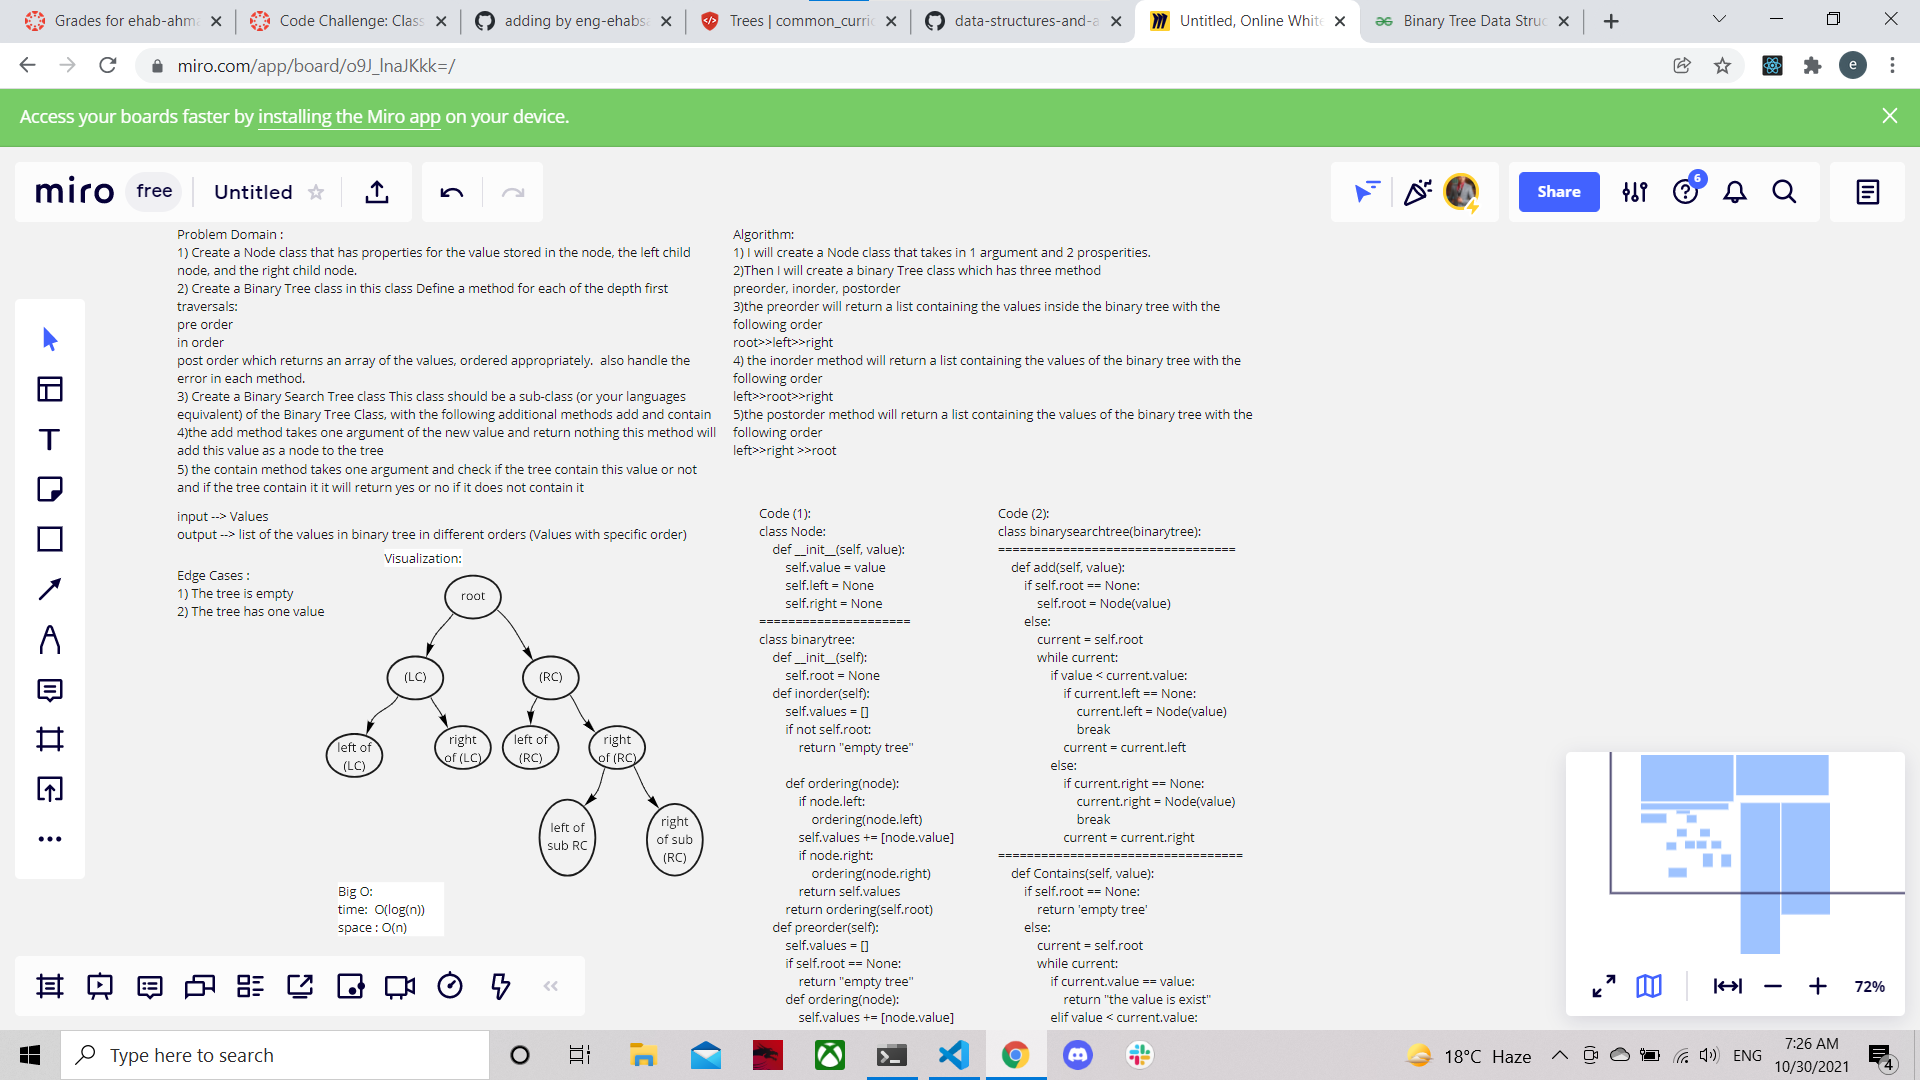 Grades for ehab-ahma
Code Challenge: Class
adding by eng-ehabsa
Trees | common_curric
data-structures-and-a
Untitled, Online White
Binary Tree Data Struc
miro.com/app/board/o9J_lnaJKkk=/
e
Access your boards faster by installing the Miro app on your device.
miro
free
Untitled
Share
6
Problem Domain :
1) Create a Node class that has properties for the value stored in the node, the left child
node, and the right child node.
2) Create a Binary Tree class in this class Define a method for each of the depth first
traversals:
pre order
in order
post order which returns an array of the values, ordered appropriately.  also handle the
error in each method.
3) Create a Binary Search Tree class This class should be a sub-class (or your languages
equivalent) of the Binary Tree Class, with the following additional methods add and contain
4)the add method takes one argument of the new value and return nothing this method will
add this value as a node to the tree
5) the contain method takes one argument and check if the tree contain this value or not
and if the tree contain it it will return yes or no if it does not contain it
input --> Values
output --> list of the values in binary tree in different orders (Values with specific order)
Algorithm:
1) I will create a Node class that takes in 1 argument and 2 prosperities.
2)Then I will create a binary Tree class which has three method
preorder, inorder, postorder
3)the preorder will return a list containing the values inside the binary tree with the
following order
root>>left>>right
4) the inorder method will return a list containing the values of the binary tree with the
following order
left>>root>>right
5)the postorder method will return a list containing the values of the binary tree with the
following order
left>>right >>root
Visualization:
Edge Cases :
1) The tree is empty
2) The tree has one value
root
(LC)
(RC)
left of
(LC)
right
of (LC)
left of
(RC)
right
of (RC)
left of
sub RC
right
of sub
(RC)
Big O:
time:  O(log(n))
space : O(n)
Code (1):
class Node:
def __init__(self, value):
self.value = value
self.left = None
self.right = None
=====================
class binarytree:
def __init__(self):
self.root = None
def inorder(self):
self.values = []
if not self.root:
return "empty tree"
def ordering(node):
if node.left:
ordering(node.left)
self.values += [node.value]
if node.right:
ordering(node.right)
return self.values
return ordering(self.root)
def preorder(self):
self.values = []
if self.root == None:
return "empty tree"
def ordering(node):
self.values += [node.value]
Code (2):
class binarysearchtree(binarytree):
=================================
def add(self, value):
if self.root == None:
self.root = Node(value)
else:
current = self.root
while current:
if value < current.value:
if current.left == None:
current.left = Node(value)
break
current = current.left
else:
if current.right == None:
current.right = Node(value)
break
current = current.right
==================================
def Contains(self, value):
if self.root == None:
return 'empty tree'
else:
current = self.root
while current:
if current.value == value:
return "the value is exist"
elif value < current.value:
72%
Type here to search
18°C Haze
ENG
7:26 AM
10/30/2021
4